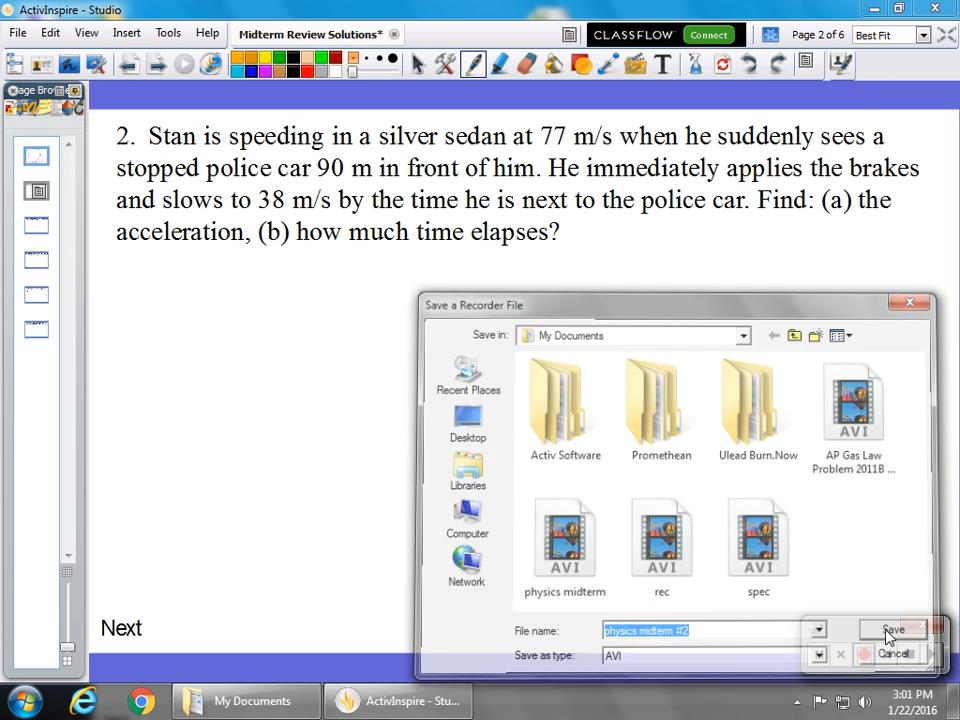 ActivInspire - Studio
File Edit View Insert Tools Help Midterm Review Solutions* CLASSFLOW Connect Page 2 of 6 Best Fit
age Brow
2. Stan is speeding in a silver sedan at 77 m/s when he suddenly sees a
stopped police car 90 m in front of him. He immediately applies the brakes
and slows to 38 m/s by the time he is next to the police car. Find: (a) the
acceleration, (b) how much time elapses?
Save a Recorder File
Save in: My Documents
Recent Places
Desktop
Libraries
Computer
Network
Activ Software Promethean Ulead Burn.Now AP Gas Law
Problem 2011B ...
AVI
AVI AVI AVI
physics midterm rec spec
File name: physics midterm #2 Save
Save as type: AVI Cancel
Next
My Documents ActivInspire - Stu... 3:01 PM
1/22/2016